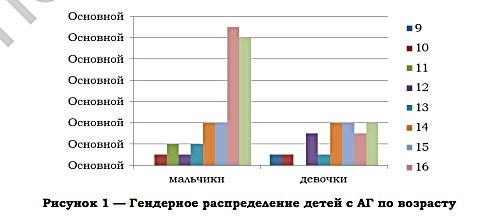 Основной
Основной
Основной
Основной
Основной
Основной
Основной
Основной
мальчики
девочки
9
10
11
12
13
14
15
16
Рисунок 1 — Гендерное распределение детей с АГ по возрасту